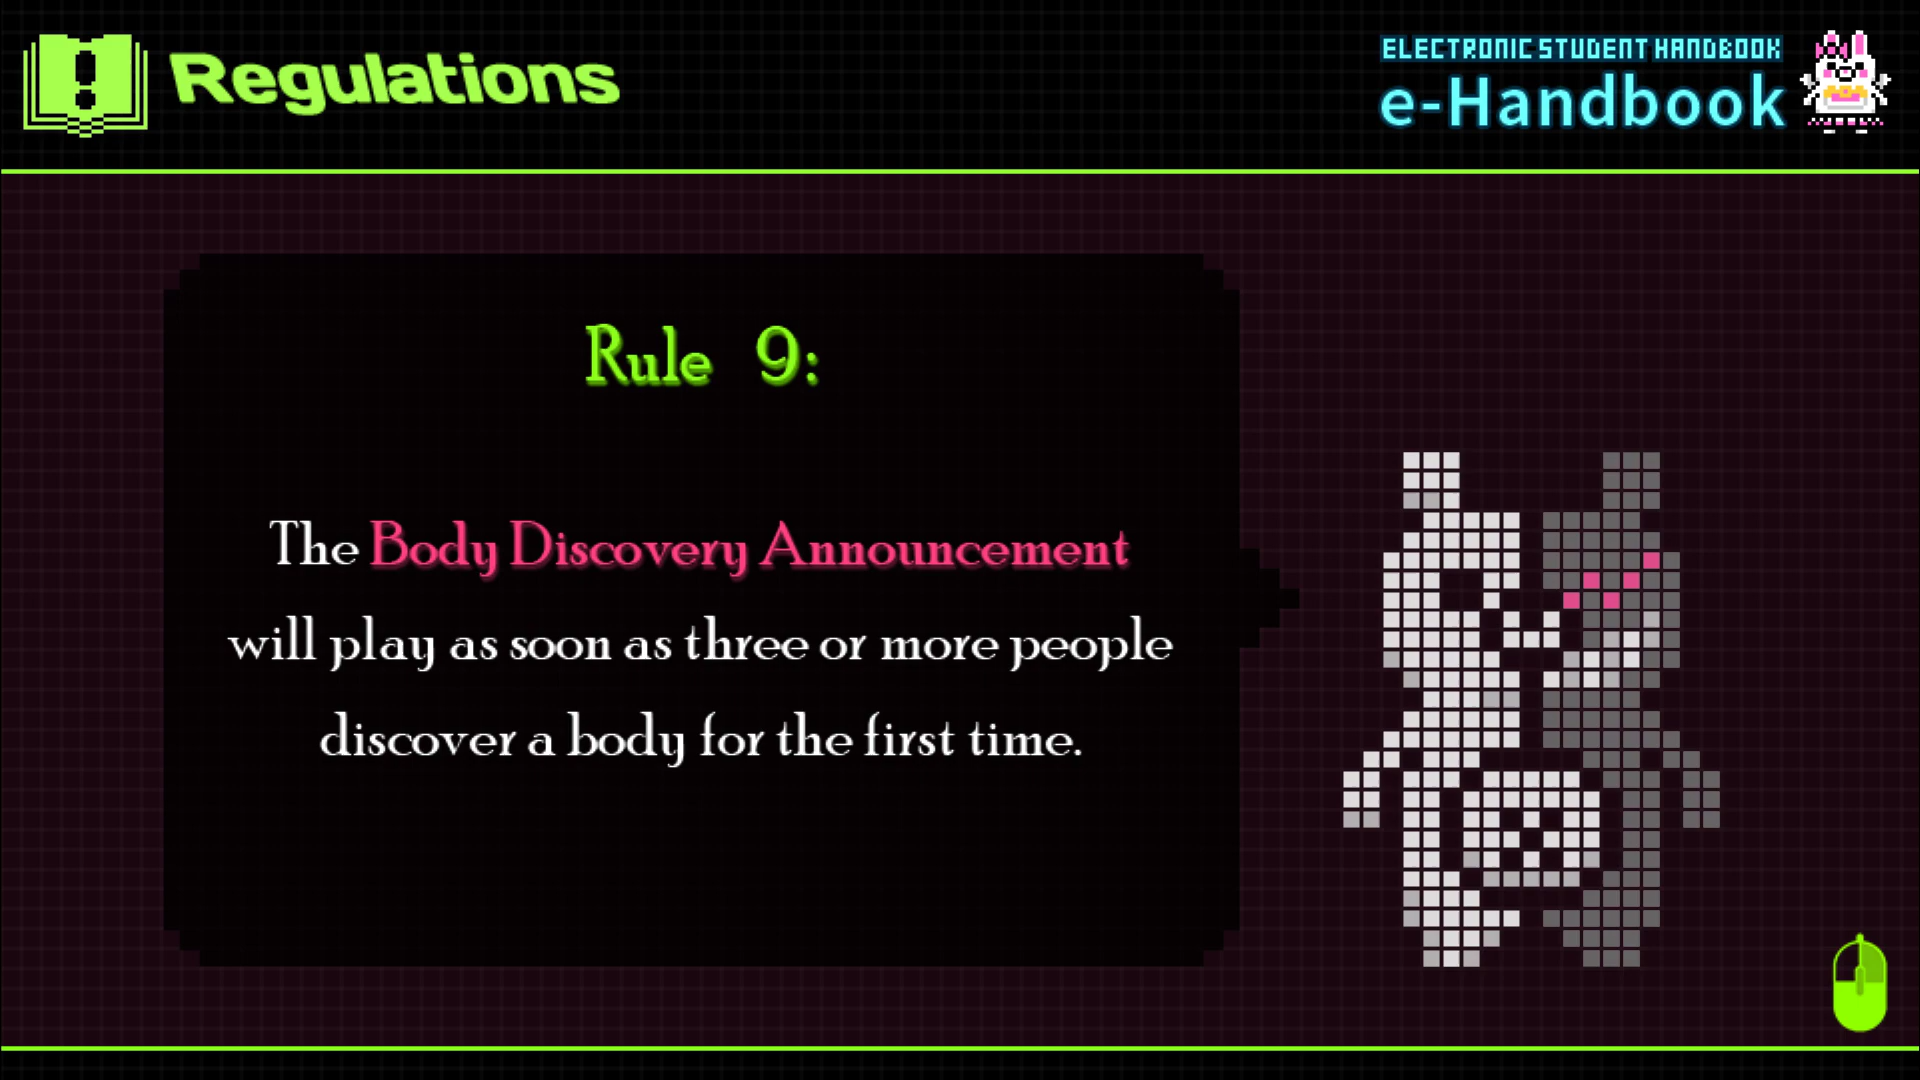 Regulations
ELECTRONIC STUDENT HANDBOOK
e-Handbook
Rule 9:
The Body Discovery Announcement
will play as soon as three or more people
discover a body for the first time.